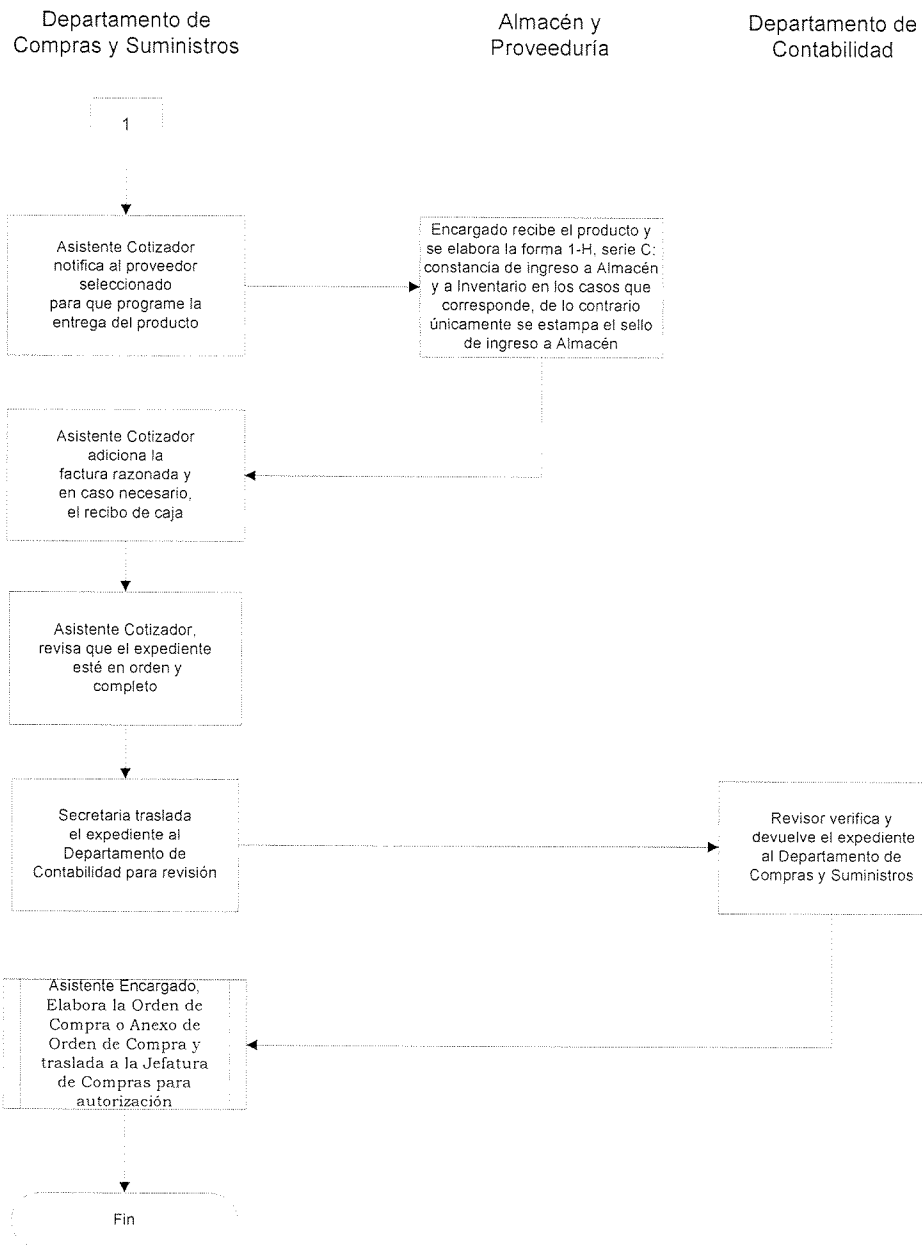 Departamento de
Compras y Suministros
Almacén y
Proveeduría
Departamento de
Contabilidad
1
Asistente Cotizador
notifica al proveedor
seleccionado
para que programe la
entrega del producto
Encargado recibe el producto y
se elabora la forma 1-H, serie C:
constancia de ingreso a Almacén
y a Inventario en los casos que
corresponde, de lo contrario
únicamente se estampa el sello
de ingreso a Almacén
Asistente Cotizador
adiciona la
factura razonada y
en caso necesario,
el recibo de caja
Asistente Cotizador,
revisa que el expediente
esté en orden y
completo
Secretaria traslada
el expediente al
Departamento de
Contabilidad para revisión
Revisor verifica y
devuelve el expediente
al Departamento de
Compras y Suministros
Asistente Encargado,
Elabora la Orden de
Compra o Anexo de
Orden de Compra y
traslada a la Jefatura
de Compras para
autorización
Fin